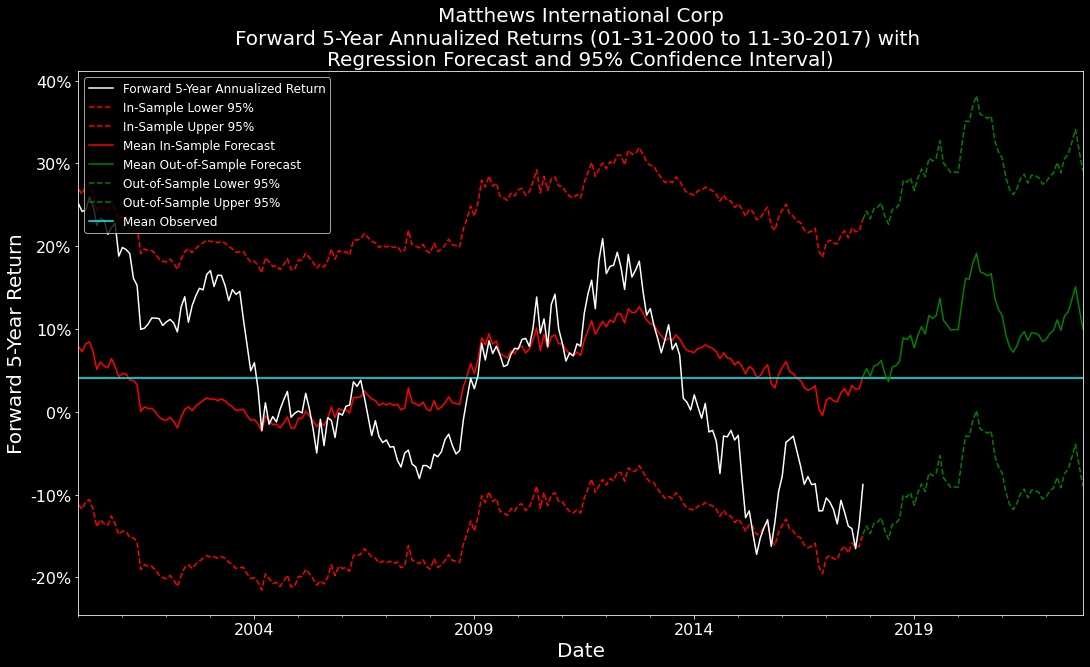 Matthews International Corp
Forward 5-Year Annualized Returns (01-31-2000 to 11-30-2017) with
Regression Forecast and 95% Confidence Interval)
Forward 5-Year Annualized Return
In-Sample Lower 95%
In-Sample Upper 95%
Mean In-Sample Forecast
Mean Out-of-Sample Forecast
Out-of-Sample Lower 95%
Out-of-Sample Upper 95%
Mean Observed
Forward 5-Year Return
40%
30%
20%
10%
0%
-10%
-20%
2004
2009
2014
2019
Date